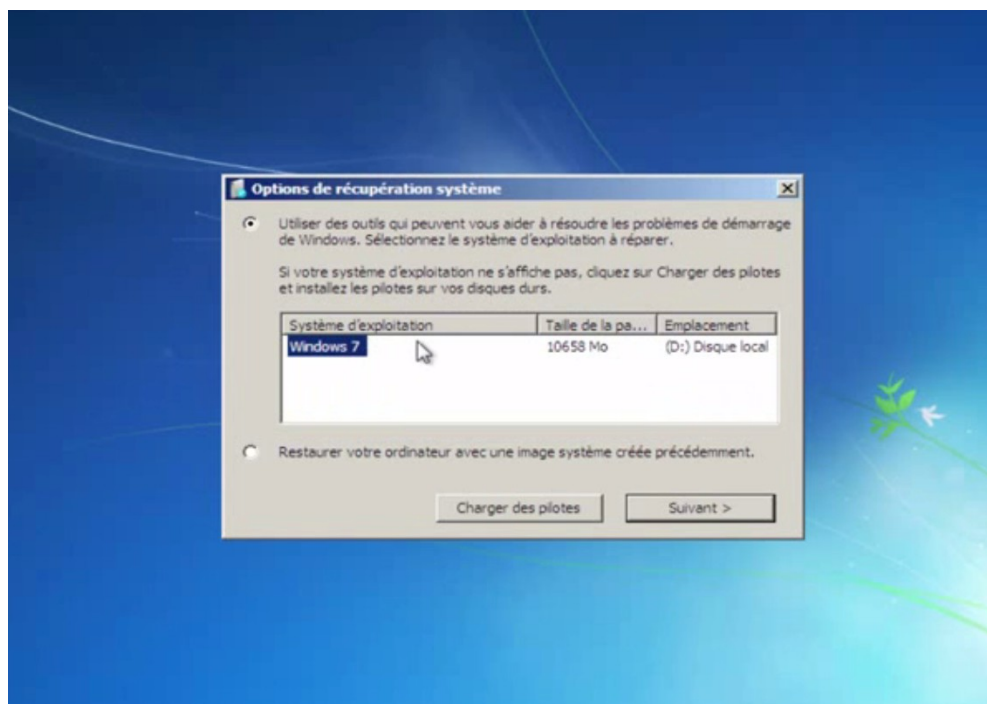 Options de récupération système
Utiliser des outils qui peuvent vous aider à résoudre les problèmes de démarrage
de Windows. Sélectionnez le système d'exploitation à réparer.
Si votre système d'exploitation ne s'affiche pas, cliquez sur Charger des pilotes
et installez les pilotes sur vos disques durs.
Système d'exploitation Taille de la pa... Emplacement
Windows 7 10658 Mo (D:) Disque local
Restaurer votre ordinateur avec une image système créée précédemment.
Charger des pilotes Suivant >